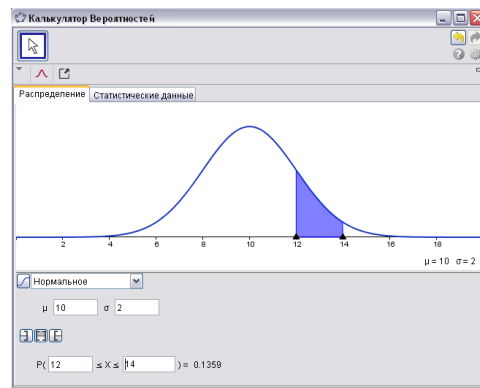 Калькулятор Вероятностей
Распределение Статистические данные
2 4 6 8 10 12 14 16 18
μ = 10 σ = 2
Нормальное
μ 10 σ 2
P( 12 ≤ X ≤ 14 ) = 0.1359